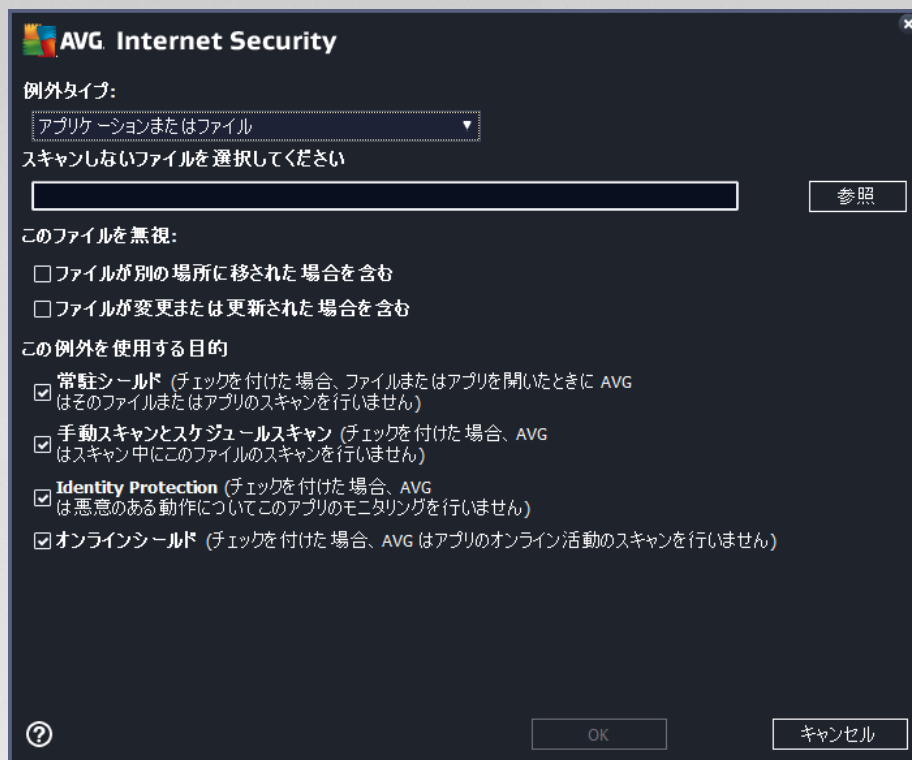 AVG Internet Security
例外タイプ:
アプリケーションまたはファイル
スキャンしないファイルを選択してください
参照
このファイルを無視:
ファイルが別の場所に移された場合を含む
ファイルが変更または更新された場合を含む
この例外を使用する目的
常駐シールド (チェックを付けた場合、ファイルまたはアプリを開いたときに AVG
はそのファイルまたはアプリのスキャンを行いません)
手動スキャンとスケジュールスキャン (チェックを付けた場合、AVG
はスキャン中にこのファイルのスキャンを行いません)
Identity Protection (チェックを付けた場合、AVG
は悪意のある動作についてこのアプリのモニタリングを行いません)
オンラインシールド (チェックを付けた場合、AVG はアプリのオンライン活動のスキャンを行いません)
?
OK
キャンセル